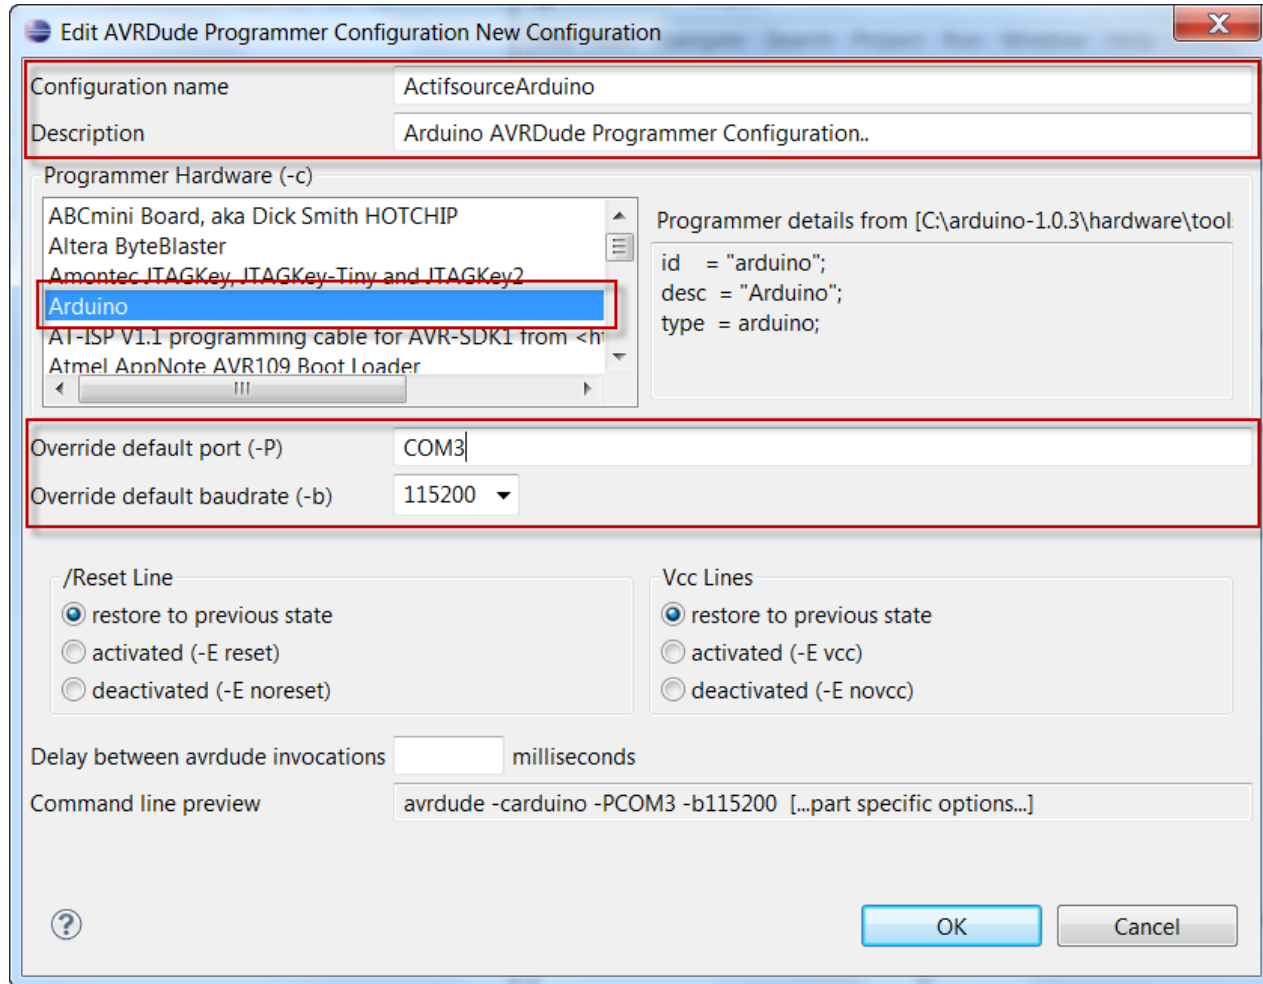 Edit AVRDude Programmer Configuration New Configuration
Configuration name ActifsourceArduino
Description Arduino AVRDude Programmer Configuration..
Programmer Hardware (-c)
ABCmini Board, aka Dick Smith HOTCHIP
Altera ByteBlaster
Amontec JTAGKey, JTAGKey-Tiny and JTAGKey2
Arduino
AT-ISP V1.1 programming cable for AVR-SDK1 from <ht
Atmel AppNote AVR109 Boot Loader
Programmer details from [C:\arduino-1.0.3\hardware\tool
id = "arduino";
desc = "Arduino";
type = arduino;
Override default port (-P) COM3
Override default baudrate (-b) 115200
/Reset Line
restore to previous state
activated (-E reset)
deactivated (-E noreset)
Vcc Lines
restore to previous state
activated (-E vcc)
deactivated (-E novcc)
Delay between avrdude invocations milliseconds
Command line preview avrdude -carduino -PCOM3 -b115200 [...part specific options...]
OK Cancel